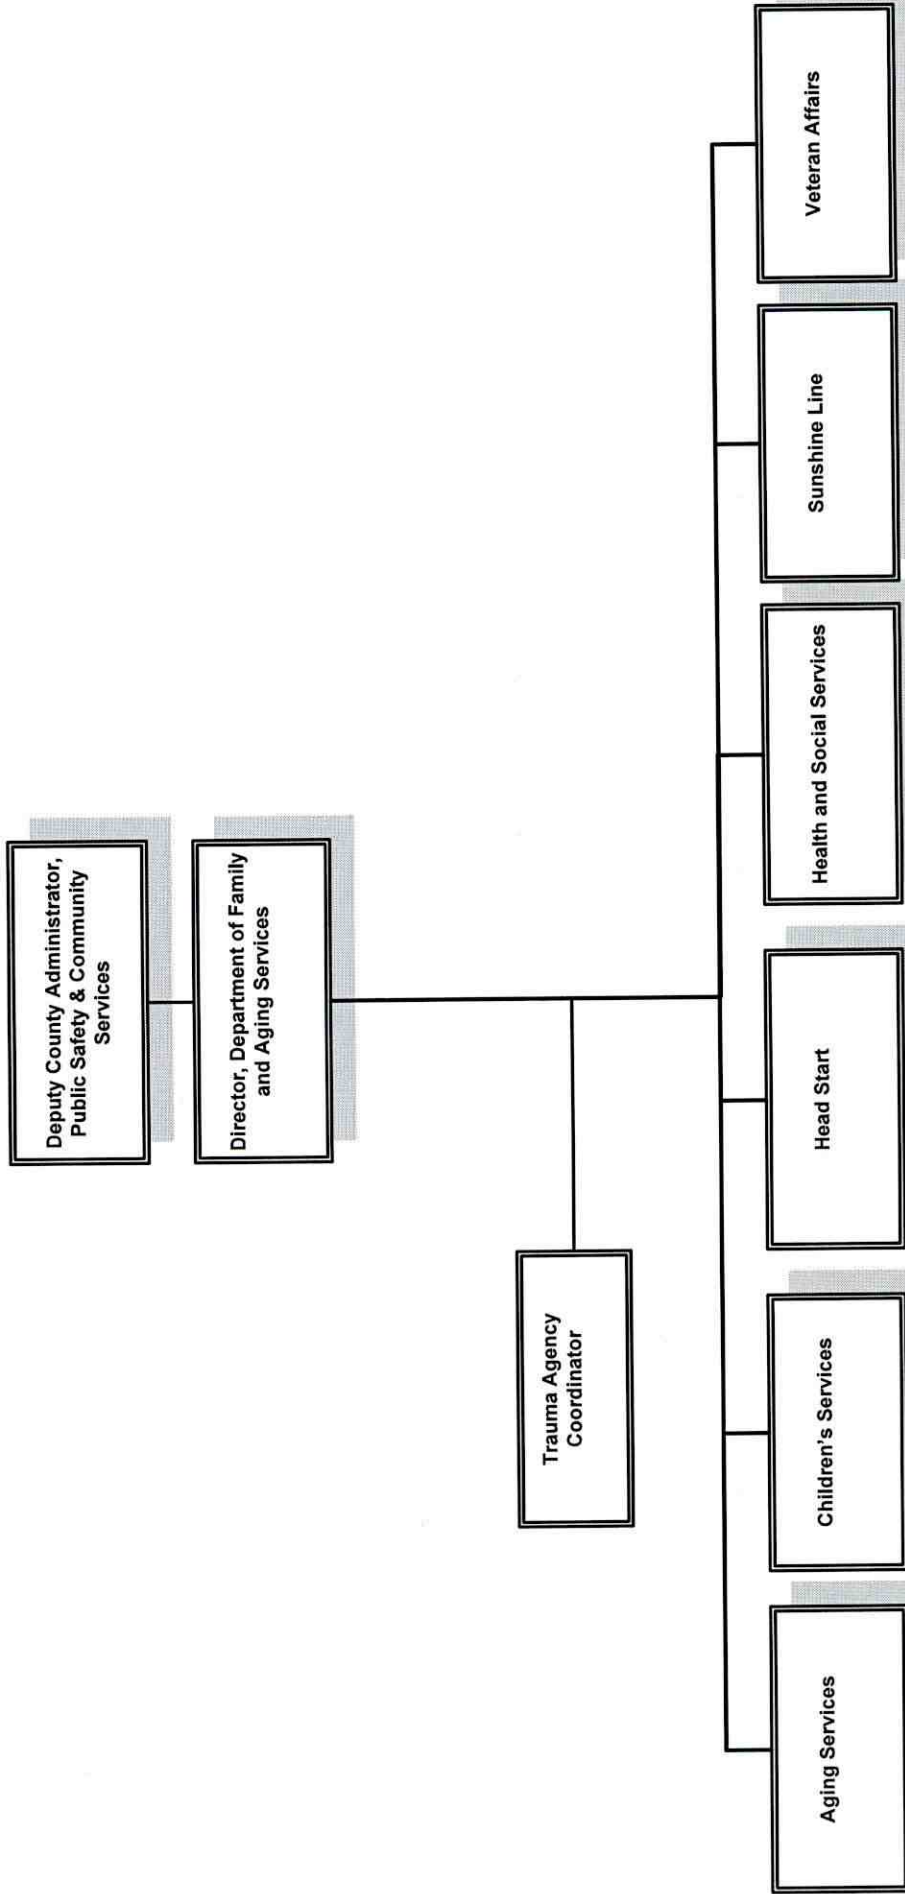 Deputy County Administrator,
Public Safety & Community
Services
Director, Department of Family
and Aging Services
Trauma Agency
Coordinator
Aging Services
Children's Services
Head Start
Health and Social Services
Sunshine Line
Veteran Affairs